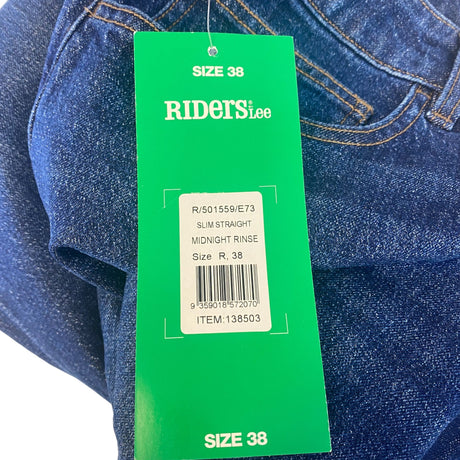 SIZE 38
RIDERS by Lee
R/501559/E73
SLIM STRAIGHT
MIDNIGHT RINSE
Size R, 38
9 359018 572070
ITEM:138503
SIZE 38